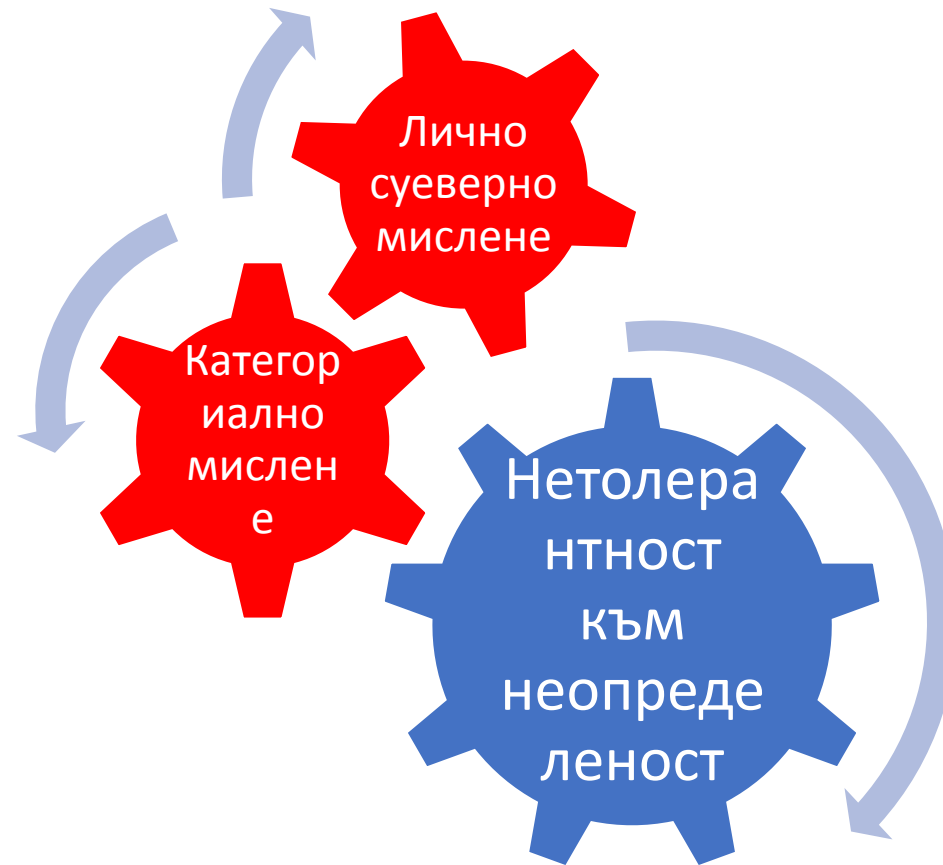 Лично
суеверно
мислене
Категор
иално
мислен
е
Нетолера
нтност
към
неопреде
леност